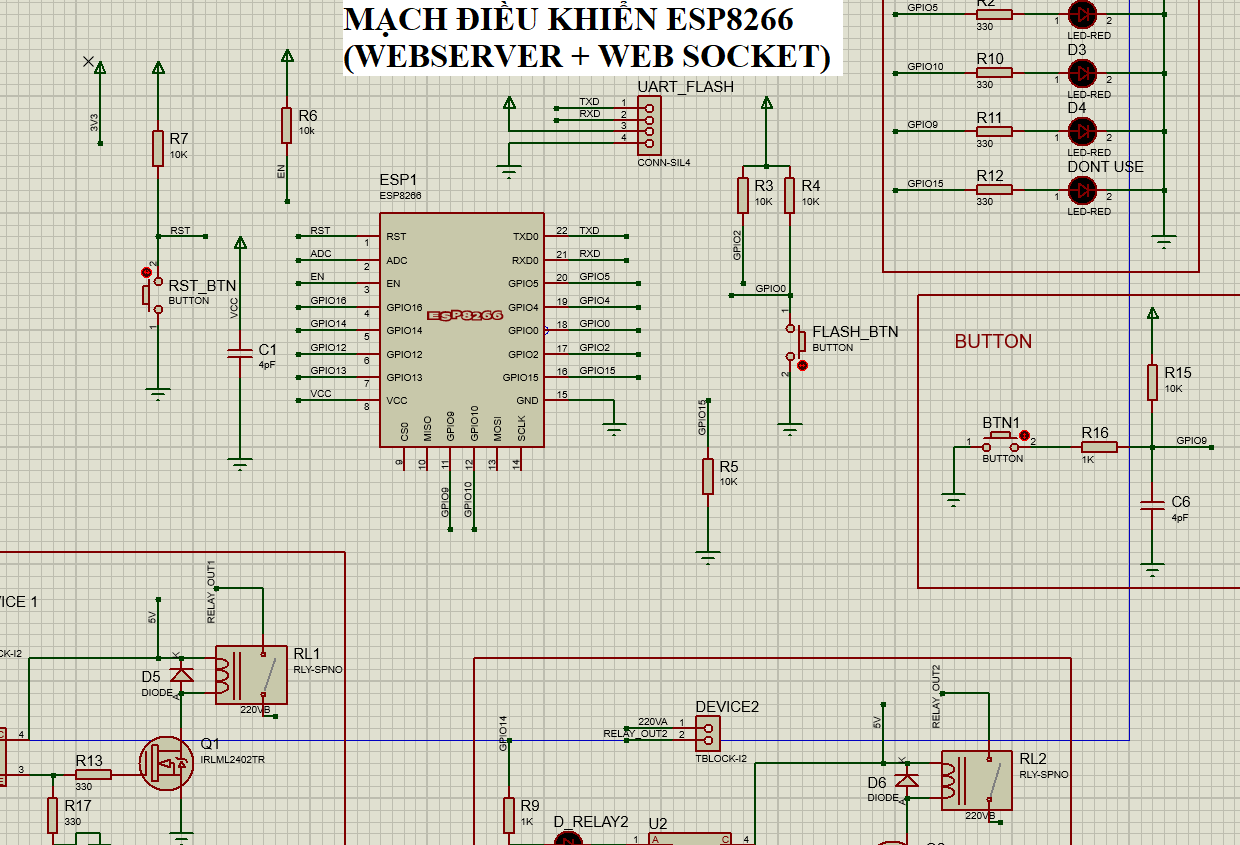 MẠCH ĐIỀU KHIỂN ESP8266
(WEBSERVER + WEB SOCKET)
GPIO5
R2
330
1
2
LED-RED
D3
GPIO10
R10
330
1
2
LED-RED
D4
GPIO9
R11
330
1
2
LED-RED
DONT USE
GPIO15
R12
330
1
2
LED-RED
3V3
R7
10K
RST
2
RST_BTN
BUTTON
1
R6
10k
EN
VCC
C1
4pF
UART_FLASH
TXD
1
RXD
2
3
4
CONN-SIL4
ESP1
ESP8266
RST
1
RST
TXD0
22
TXD
ADC
2
ADC
RXD0
21
RXD
EN
3
EN
GPIO5
20
GPIO5
GPIO16
4
GPIO16
ESP8266
GPIO4
19
GPIO4
GPIO14
5
GPIO14
GPIO0
18
GPIO0
GPIO12
6
GPIO12
GPIO2
17
GPIO2
GPIO13
7
GPIO13
GPIO15
16
GPIO15
VCC
8
VCC
GND
15
CS0
MISO
GPIO9
GPIO10
MOSI
SCLK
9
10
11
12
13
14
GPIO9
GPIO10
R3
10K
R4
10K
GPIO2
GPIO0
1
FLASH_BTN
BUTTON
2
GPIO15
R5
10K
BUTTON
R15
10K
BTN1
1
2
BUTTON
R16
1K
GPIO9
C6
4pF
ICE 1
CK-I2
5V
RELAY_OUT1
RL1
RLY-SPNO
D5
DIODE
A
220VB
4
Q1
IRLML2402TR
3
R13
330
R17
330
GPIO14
220VA
1
RELAY_OUT2
2
DEVICE2
TBLOCK-I2
R9
1K
D_RELAY2
U2
1
A
C
4
5V
RELAY_OUT2
RL2
RLY-SPNO
D6
DIODE
A
220VB